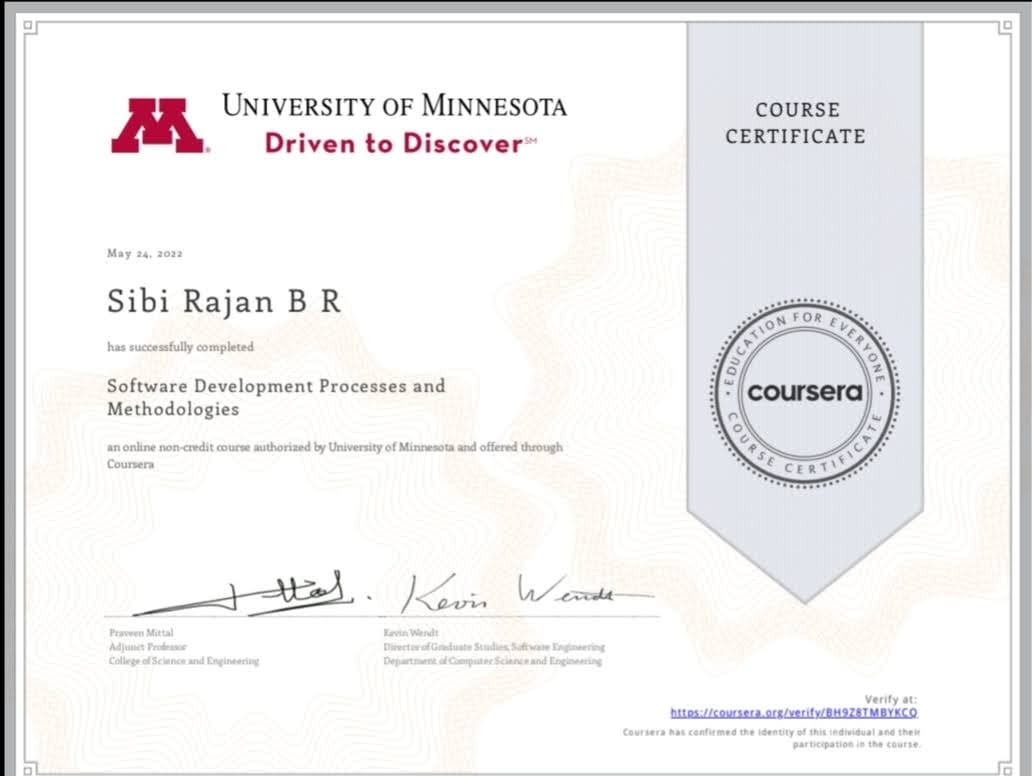 UNIVERSITY OF MINNESOTA
Driven to Discover℠
COURSE
CERTIFICATE
May 24, 2022
Sibi Rajan B R
has successfully completed
Software Development Processes and
Methodologies
an online non-credit course authorized by University of Minnesota and offered through
Coursera
EDUCATION FOR EVERYONE
coursera
COURSE CERTIFICATE
Mittal.
Kevin Wendt
Praveen Mittal
Adjunct Professor
College of Science and Engineering
Kevin Wendt
Director of Graduate Studies, Software Engineering
Department of Computer Science and Engineering
Verify at:
https://coursera.org/verify/BH9Z8TMBYKCQ
Coursera has confirmed the identity of this individual and their
participation in the course.